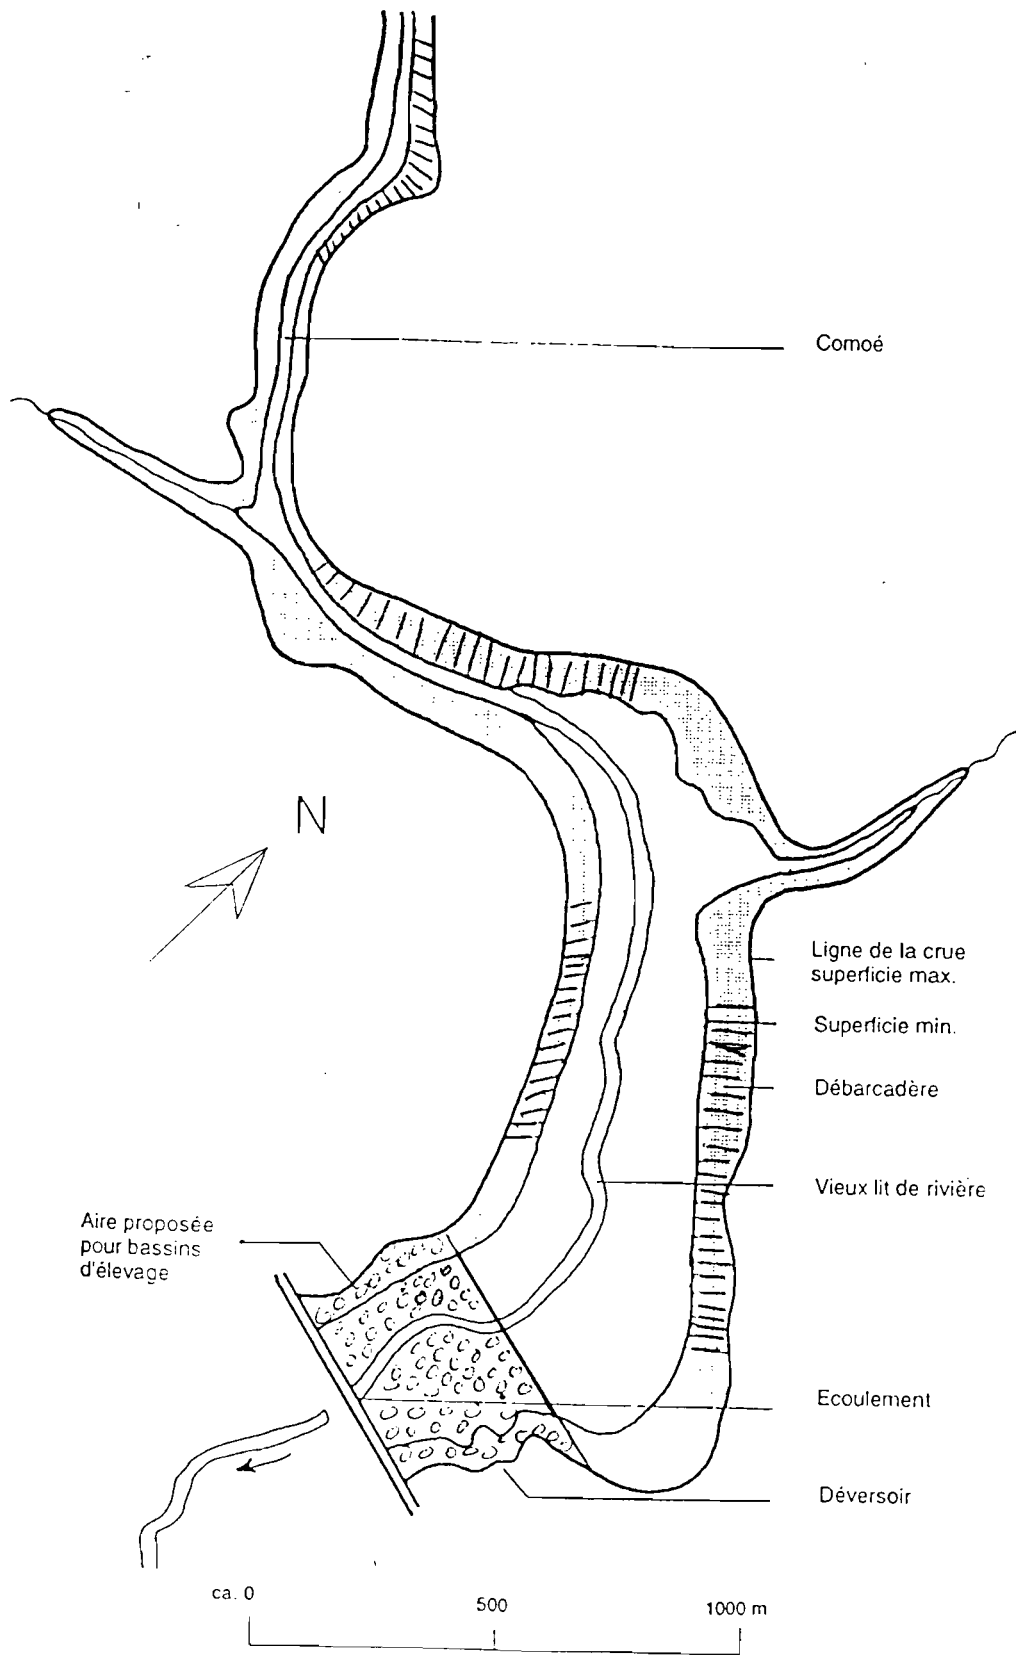 Comoé
N
Ligne de la crue
superficie max.
Superficie min.
Débarcadère
Vieux lit de rivière
Aire proposée
pour bassins
d'élevage
Ecoulement
Déversoir
ca. 0
500
1000 m